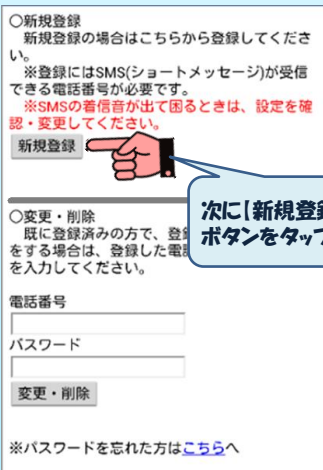 ○新規登録
新規登録の場合はこちらから登録してくださ
い。
※登録にはSMS(ショートメッセージ)が受信
できる電話番号が必要です。
※SMSの着信音が出て困るときは、設定を確
認・変更してください。
新規登録
次に【新規登
ボタンをタッ
○変更・削除
既に登録済みの方で、登
をする場合は、登録した電
を入力してください。
電話番号
パスワード
変更・削除
※パスワードを忘れた方はこちらへ